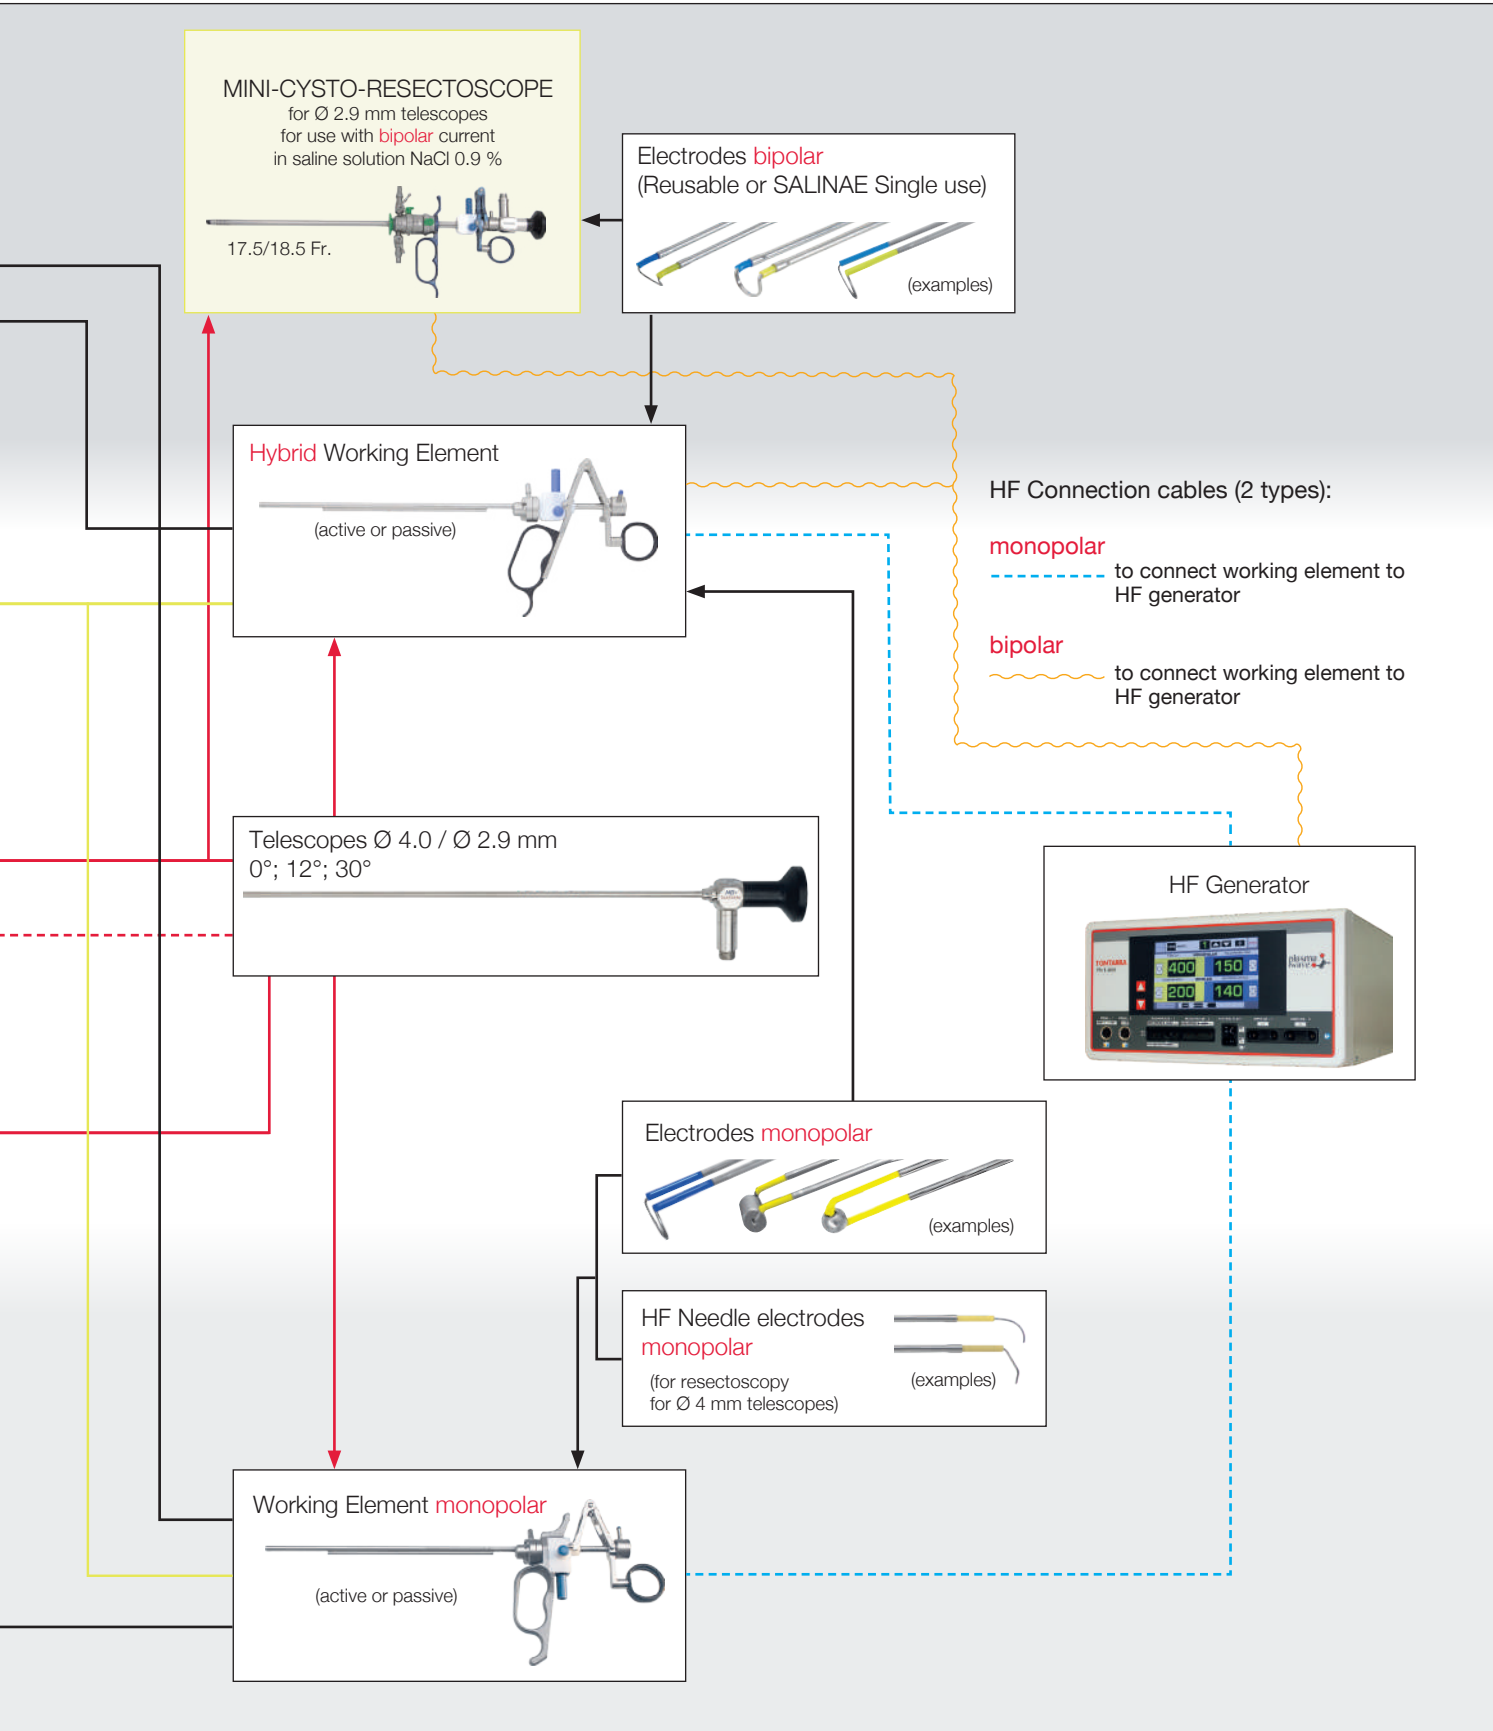 MINI-CYSTO-RESECTOSCOPE
for Ø 2.9 mm telescopes
for use with bipolar current
in saline solution NaCl 0.9 %
17.5/18.5 Fr.
Electrodes bipolar
(Reusable or SALINAE Single use)
(examples)
Hybrid Working Element
(active or passive)
HF Connection cables (2 types):
monopolar
to connect working element to
HF generator
bipolar
to connect working element to
HF generator
Telescopes Ø 4.0 / Ø 2.9 mm
0°; 12°; 30°
HF Generator
TONTARRA
plasma
wave
400 150
200 140
Electrodes monopolar
(examples)
HF Needle electrodes
monopolar
(for resectoscopy
for Ø 4 mm telescopes)
(examples)
Working Element monopolar
(active or passive)